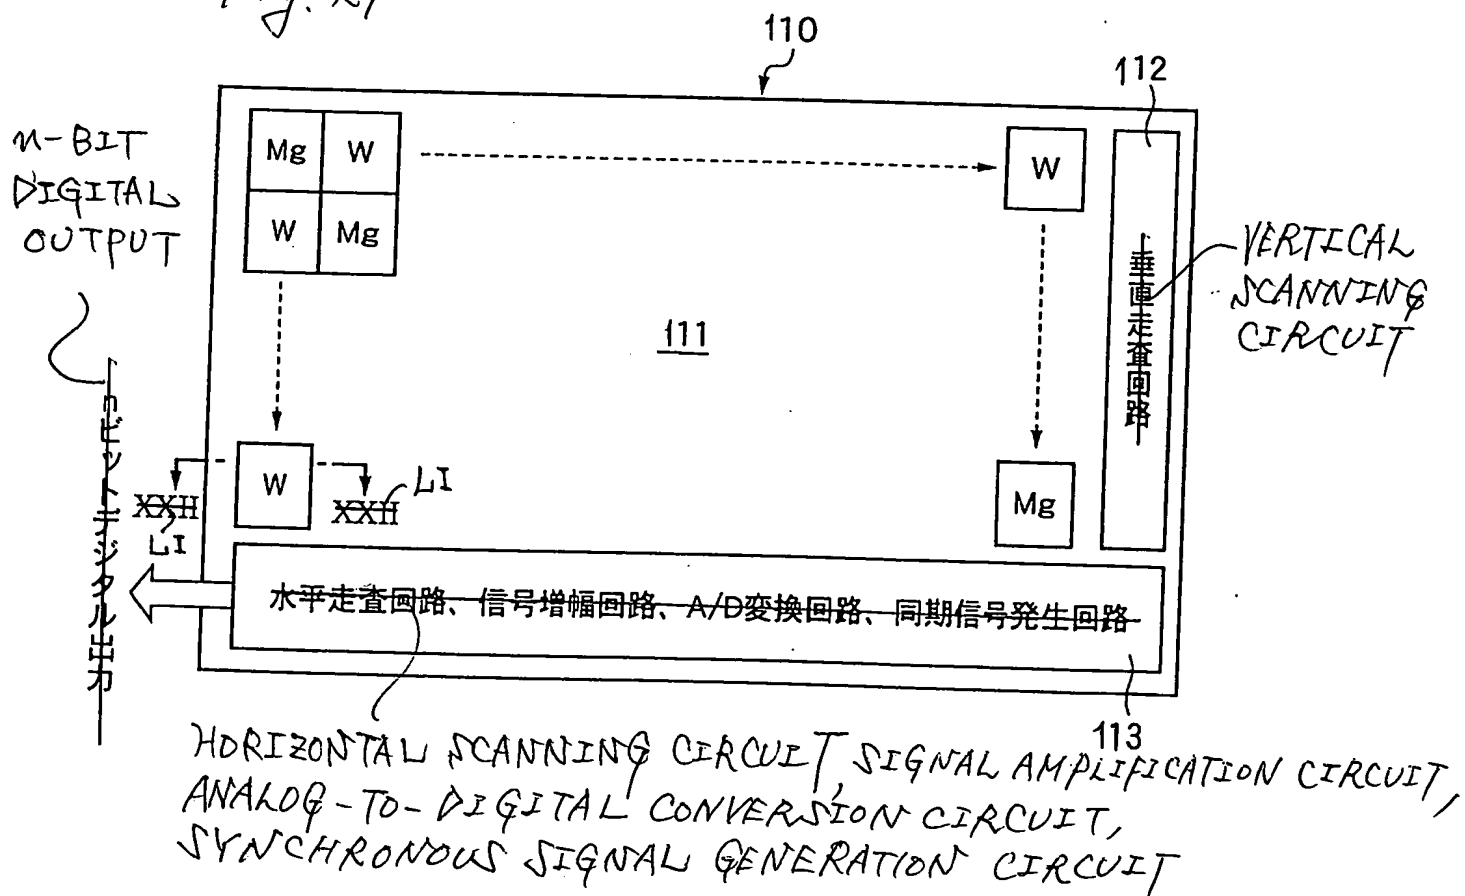 Fig. 21
110
112
n-BIT
DIGITAL
OUTPUT
Mg W
W Mg
W
111
垂直走査回路
VERTICAL
SCANNING
CIRCUIT
nビットデジタル出力
W
XXII
XXII
LI
LI
Mg
水平走査回路、信号増幅回路、A/D変換回路、同期信号発生回路
113
HORIZONTAL SCANNING CIRCUIT, SIGNAL AMPLIFICATION CIRCUIT,
ANALOG-TO-DIGITAL CONVERSION CIRCUIT,
SYNCHRONOUS SIGNAL GENERATION CIRCUIT